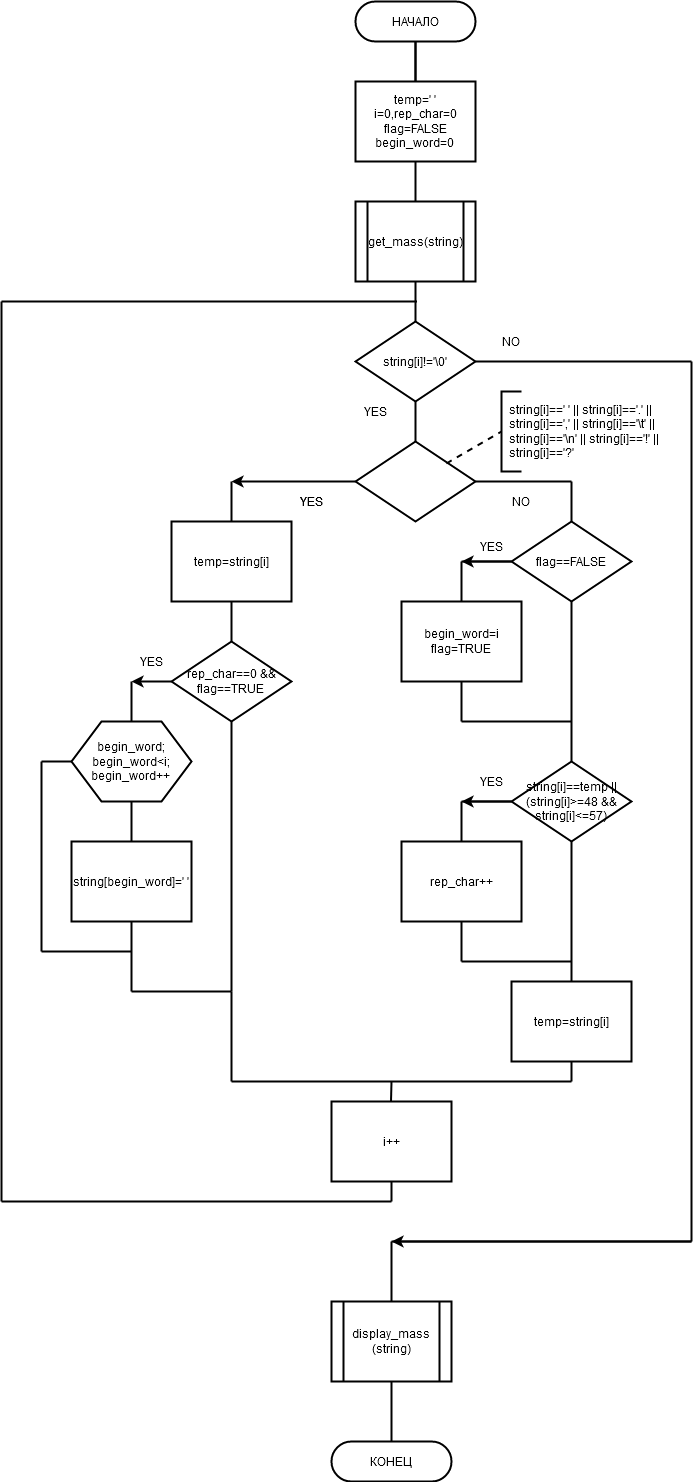 НАЧАЛО
temp=' '
i=0,rep_char=0
flag=FALSE
begin_word=0
get_mass(string)
string[i]!='\0'
NO
YES
string[i]==' ' || string[i]=='.' ||
string[i]==',' || string[i]=='\t' ||
string[i]=='\n' || string[i]=='!' ||
string[i]=='?'
YES
NO
temp=string[i]
flag==FALSE
YES
begin_word=i
flag=TRUE
rep_char==0 &&
flag==TRUE
YES
begin_word;
begin_word<i;
begin_word++
string[begin_word]=' '
string[i]==temp ||
(string[i]>=48 &&
string[i]<=57)
YES
rep_char++
temp=string[i]
i++
display_mass
(string)
КОНЕЦ